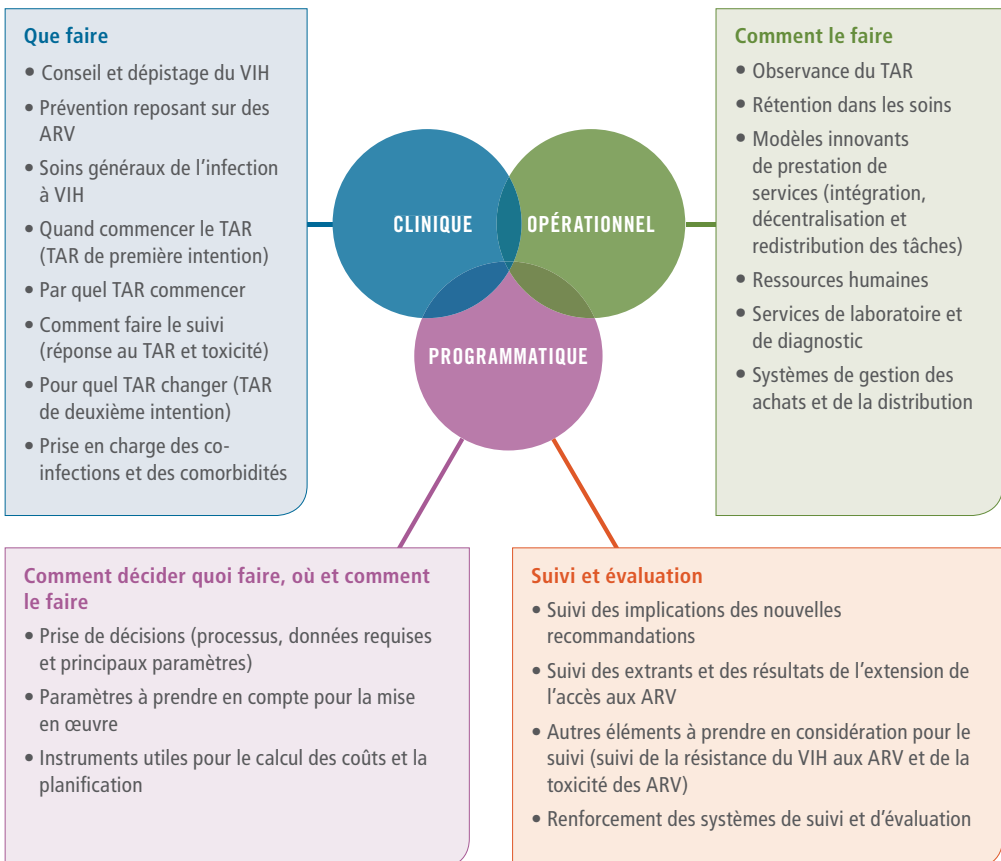 Que faire
• Conseil et dépistage du VIH
• Prévention reposant sur des
ARV
• Soins généraux de l'infection
à VIH
• Quand commencer le TAR
(TAR de première intention)
• Par quel TAR commencer
• Comment faire le suivi
(réponse au TAR et toxicité)
• Pour quel TAR changer (TAR
de deuxième intention)
• Prise en charge des co-
infections et des comorbidités
CLINIQUE
OPÉRATIONNEL
PROGRAMMATIQUE
Comment le faire
• Observance du TAR
• Rétention dans les soins
• Modèles innovants
de prestation de
services (intégration,
décentralisation et
redistribution des tâches)
• Ressources humaines
• Services de laboratoire et
de diagnostic
• Systèmes de gestion des
achats et de la distribution
Comment décider quoi faire, où et comment
le faire
• Prise de décisions (processus, données requises
et principaux paramètres)
• Paramètres à prendre en compte pour la mise
en œuvre
• Instruments utiles pour le calcul des coûts et la
planification
Suivi et évaluation
• Suivi des implications des nouvelles
recommandations
• Suivi des extrants et des résultats de l'extension de
l'accès aux ARV
• Autres éléments à prendre en considération pour le
suivi (suivi de la résistance du VIH aux ARV et de la
toxicité des ARV)
• Renforcement des systèmes de suivi et d'évaluation